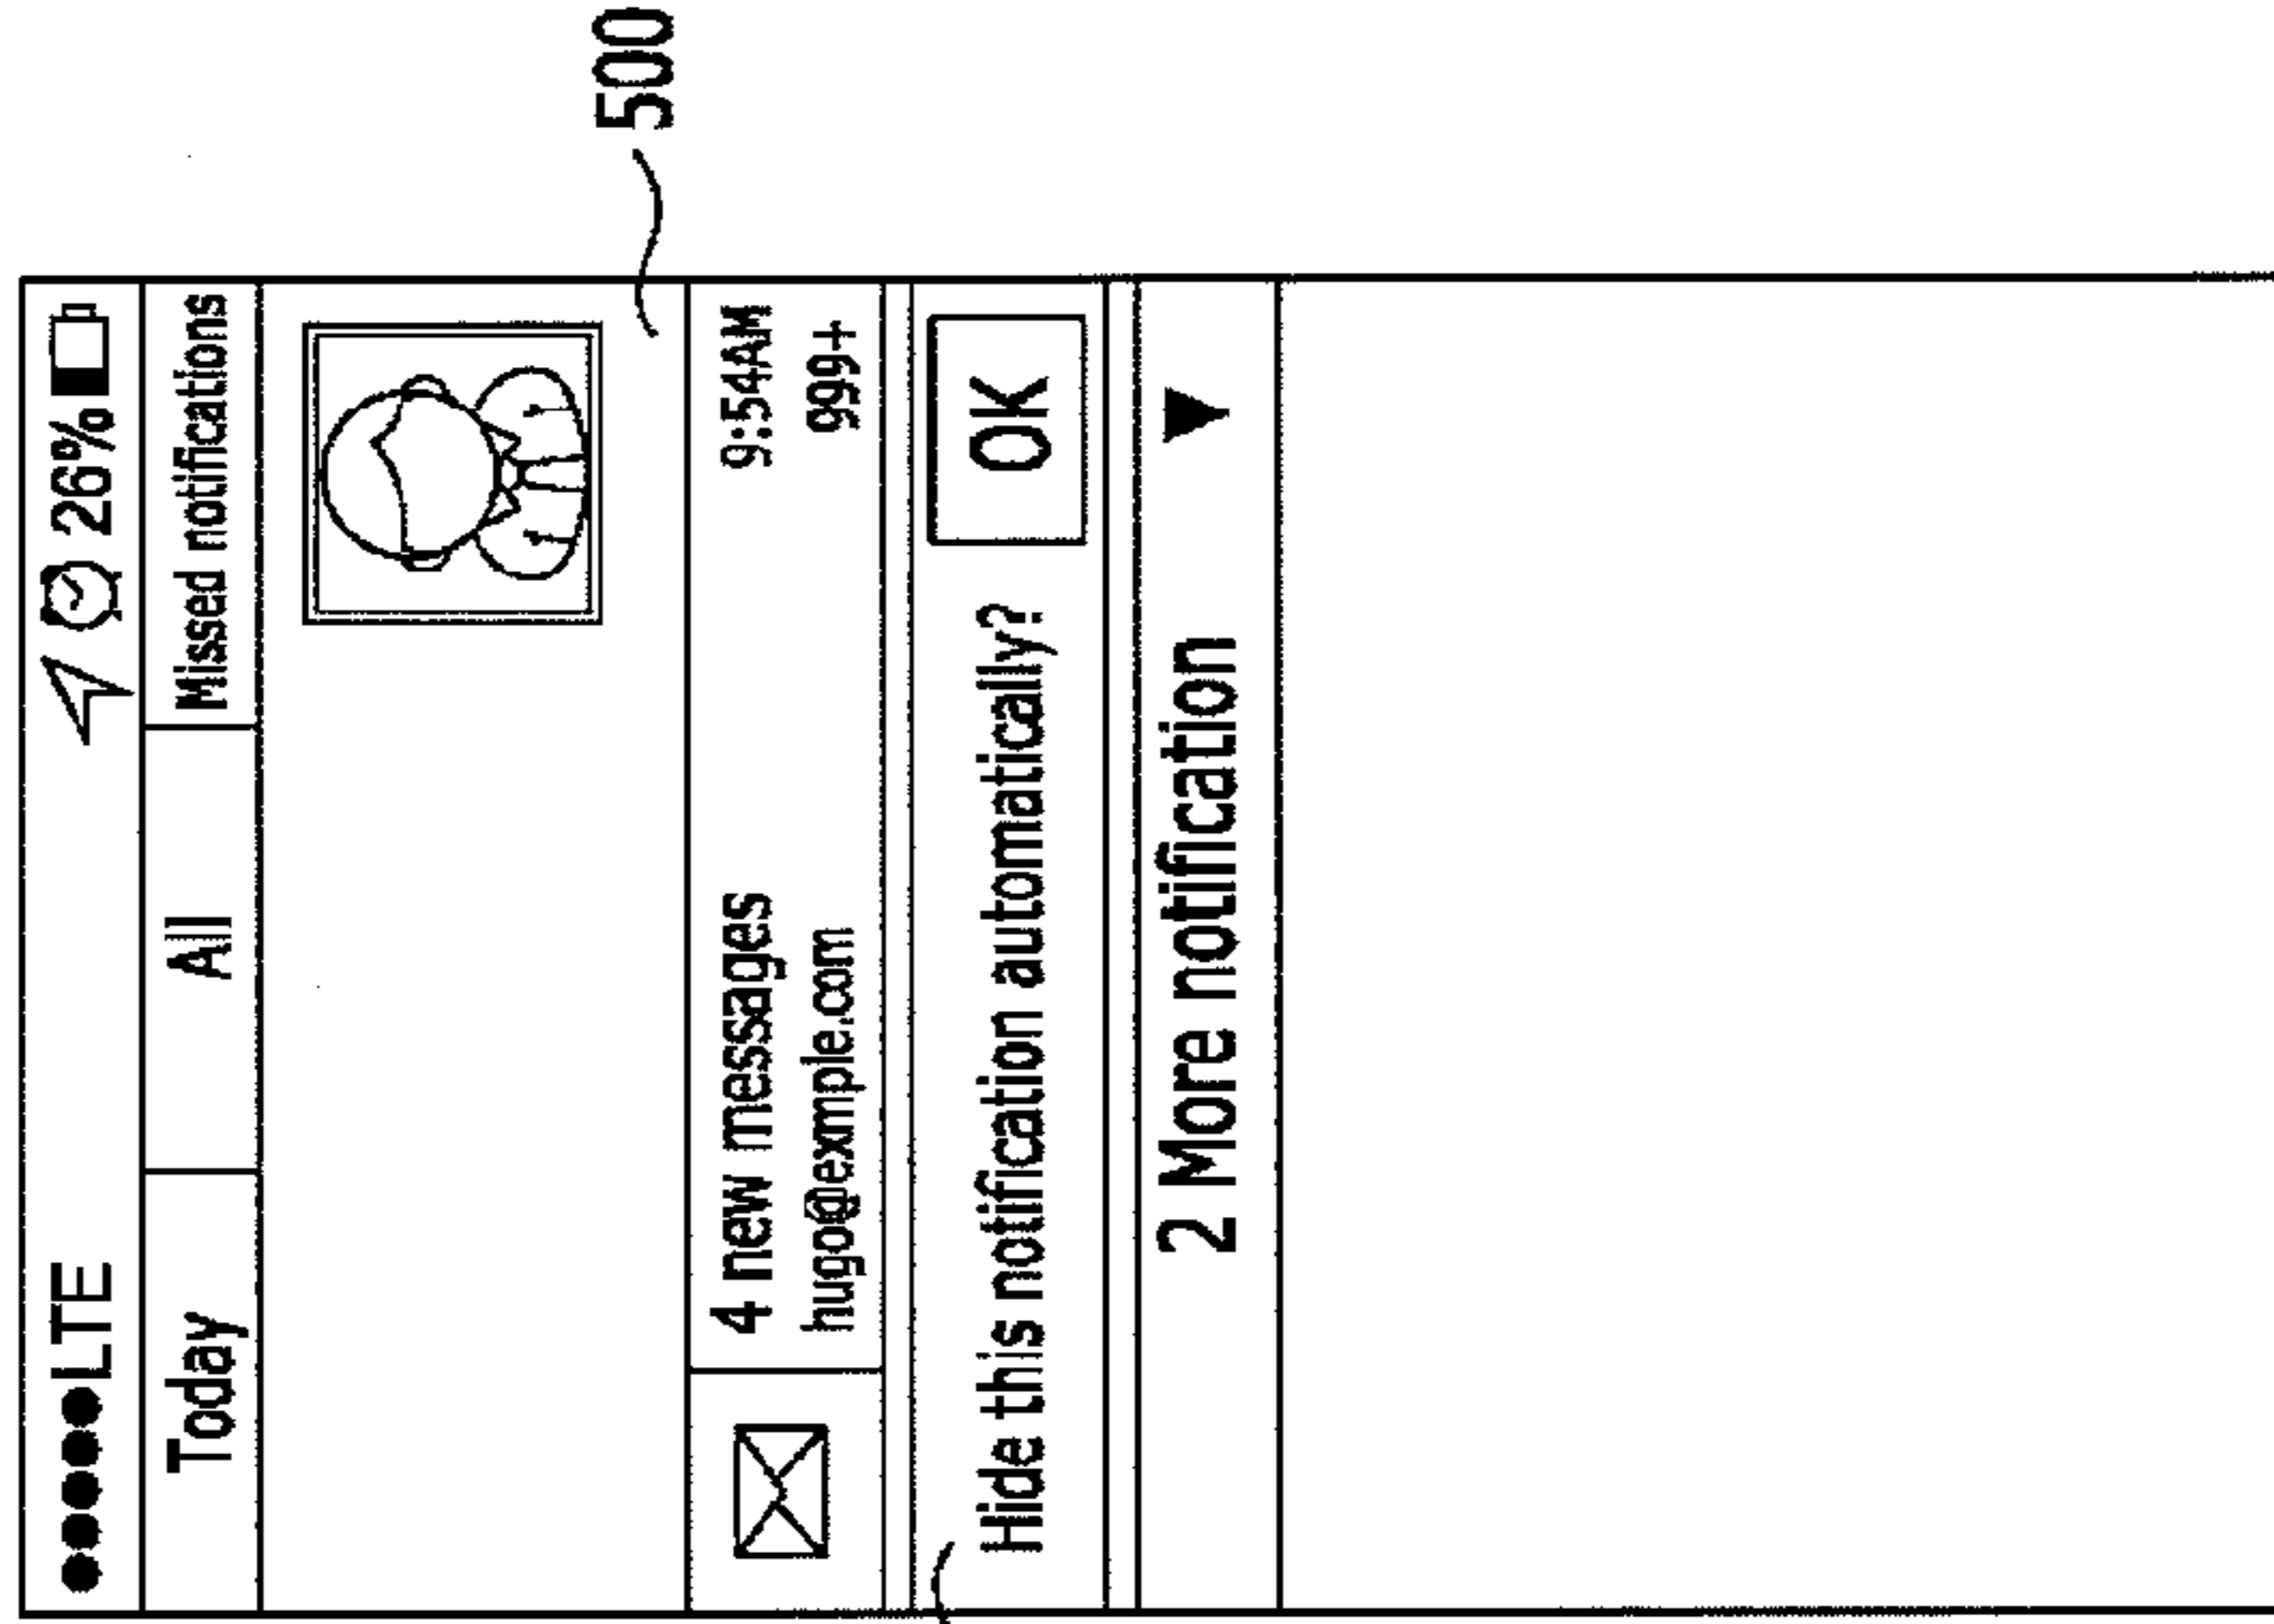 500
●●●●●LTE 26%
Today All Missed notifications
4 new messages 9:54AM
hugo@exmple.com 999+
Hide this notification automatically? OK
2 More notification ▼